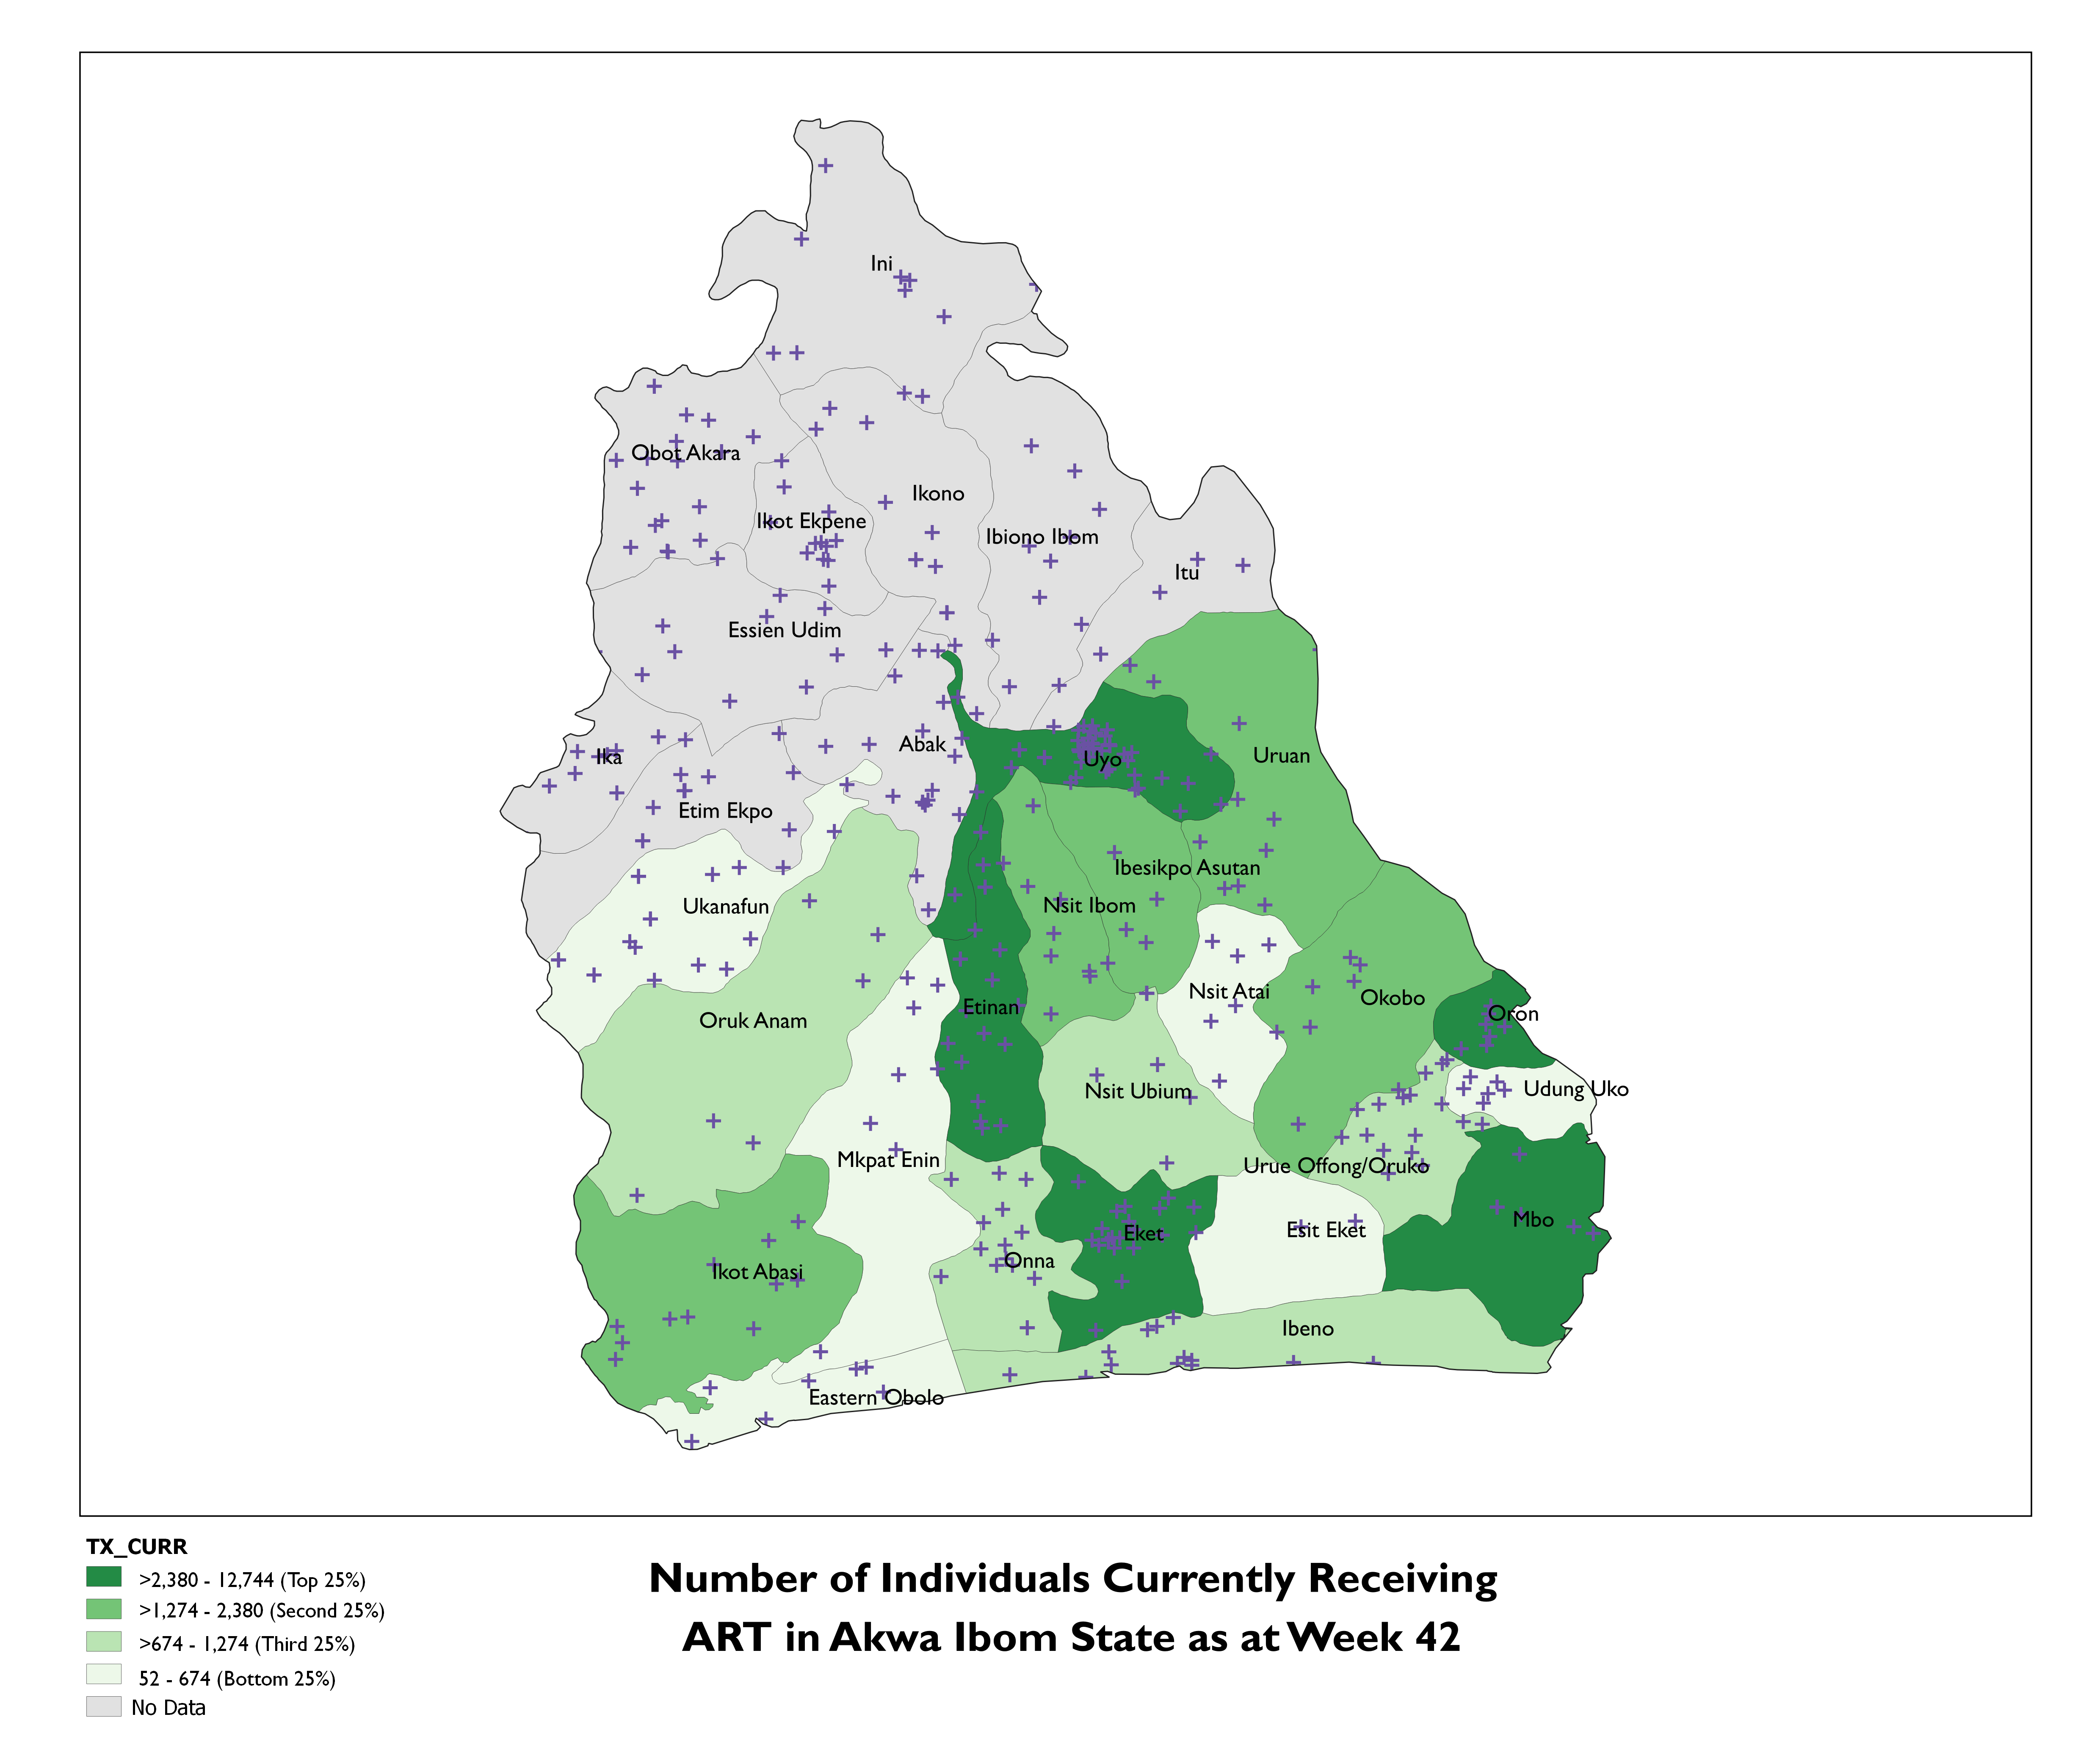 Ini
Obot Akara
Ikono
Ikot Ekpene
Ibiono Ibom
Itu
Essien Udim
Ika
Abak
Uyo
Uruan
Etim Ekpo
Ibesikpo Asutan
Ukanafun
Nsit Ibom
Nsit Atai
Okobo
Etinan
Oron
Oruk Anam
Nsit Ubium
Udung Uko
Mkpat Enin
Urue Offong/Oruko
Mbo
Eket
Esit Eket
Onna
Ikot Abasi
Ibeno
Eastern Obolo
TX_CURR
>2,380 - 12,744 (Top 25%)
>1,274 - 2,380 (Second 25%)
>674 - 1,274 (Third 25%)
52 - 674 (Bottom 25%)
No Data
Number of Individuals Currently Receiving
ART in Akwa Ibom State as at Week 42